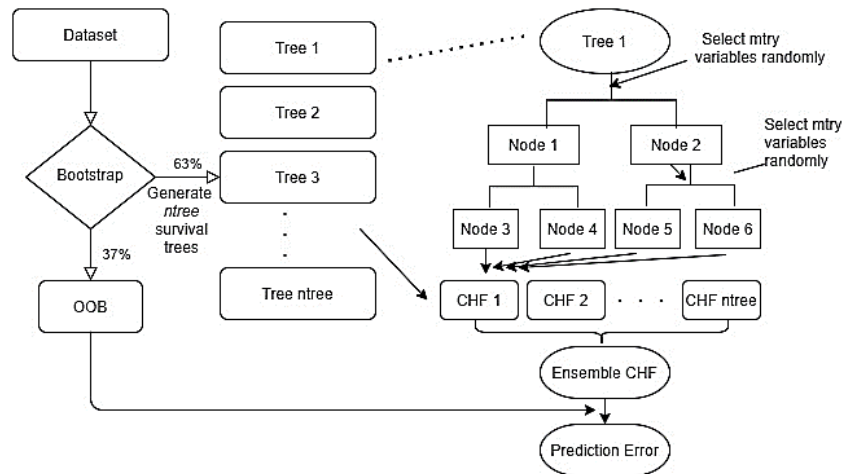 Dataset
Bootstrap
63%
Generate
ntree
survival
trees
37%
OOB
Tree 1
Tree 2
Tree 3
Tree ntree
Tree 1
Select mtry
variables randomly
Node 1
Node 2
Select mtry
variables
randomly
Node 3
Node 4
Node 5
Node 6
CHF 1
CHF 2
CHF ntree
Ensemble CHF
Prediction Error